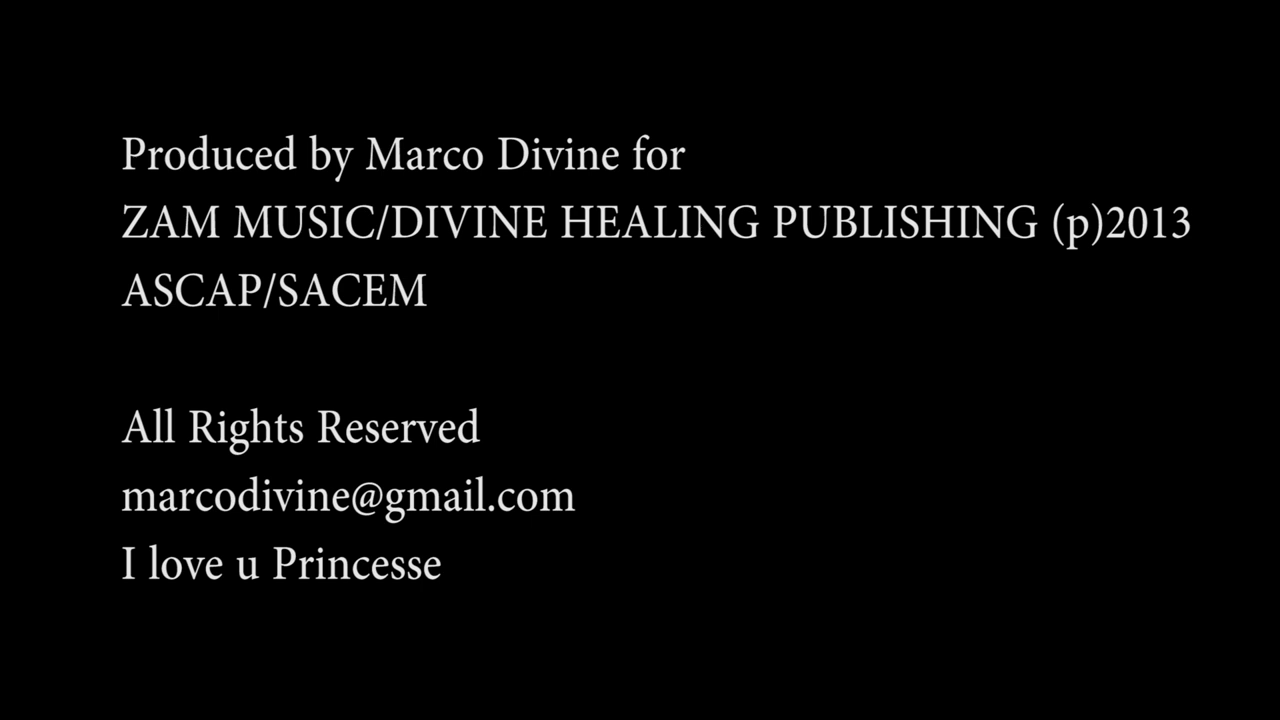 Produced by Marco Divine for
ZAM MUSIC/DIVINE HEALING PUBLISHING (p)2013
ASCAP/SACEM
All Rights Reserved
marcodivine@gmail.com
I love u Princesse